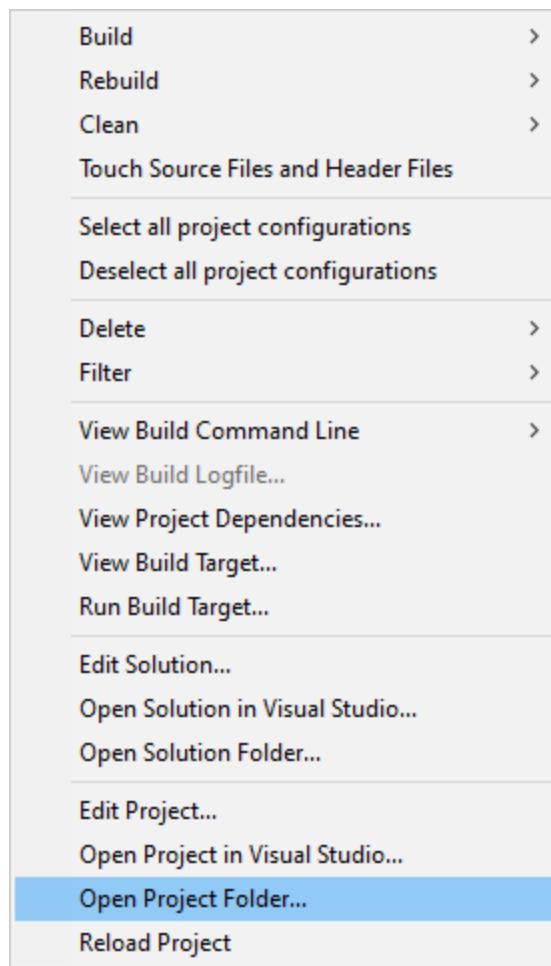 Build
Rebuild
Clean
Touch Source Files and Header Files
Select all project configurations
Deselect all project configurations
Delete
Filter
View Build Command Line
View Build Logfile...
View Project Dependencies...
View Build Target...
Run Build Target...
Edit Solution...
Open Solution in Visual Studio...
Open Solution Folder...
Edit Project...
Open Project in Visual Studio...
Open Project Folder...
Reload Project